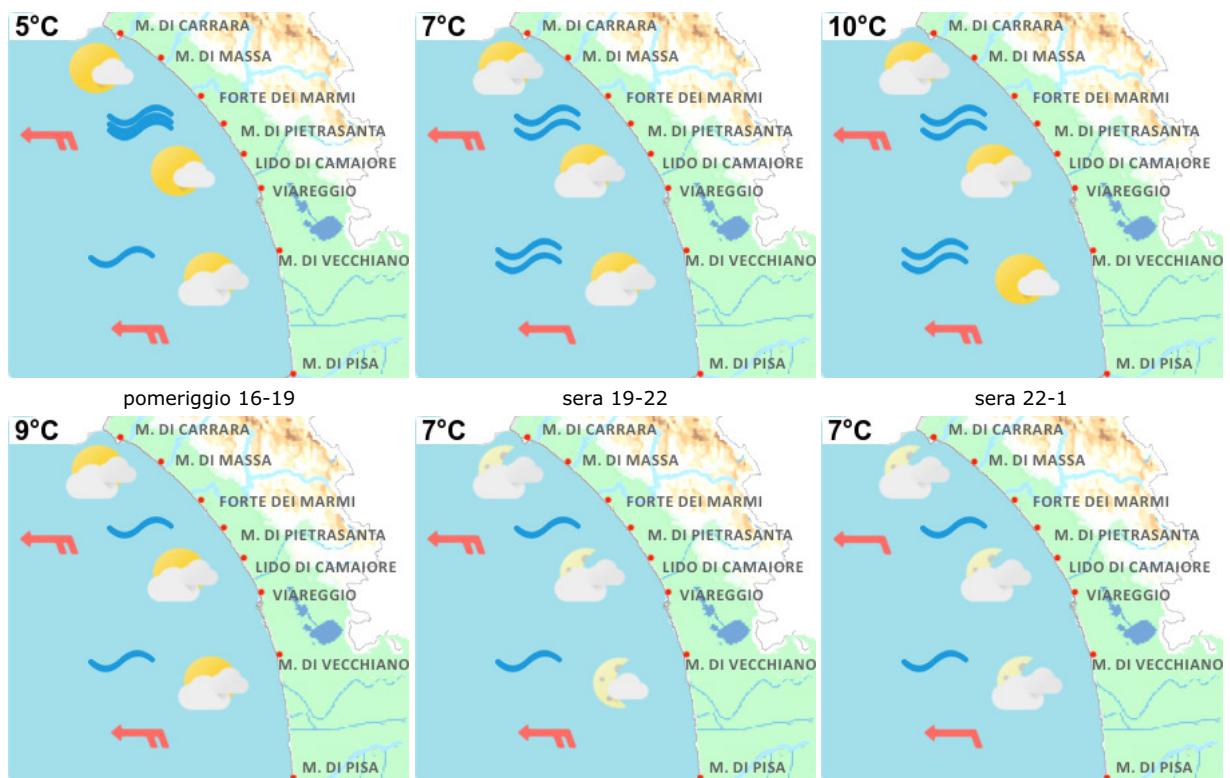 5°C
M. DI CARRARA
M. DI MASSA
FORTE DEI MARMI
M. DI PIETRASANTA
LIDO DI CAMAIORE
VIAREGGIO
M. DI VECCHIANO
M. DI PISA
7°C
M. DI CARRARA
M. DI MASSA
FORTE DEI MARMI
M. DI PIETRASANTA
LIDO DI CAMAIORE
VIAREGGIO
M. DI VECCHIANO
M. DI PISA
10°C
M. DI CARRARA
M. DI MASSA
FORTE DEI MARMI
M. DI PIETRASANTA
LIDO DI CAMAIORE
VIAREGGIO
M. DI VECCHIANO
M. DI PISA
pomeriggio 16-19
9°C
M. DI CARRARA
M. DI MASSA
FORTE DEI MARMI
M. DI PIETRASANTA
LIDO DI CAMAIORE
VIAREGGIO
M. DI VECCHIANO
M. DI PISA
sera 19-22
7°C
M. DI CARRARA
M. DI MASSA
FORTE DEI MARMI
M. DI PIETRASANTA
LIDO DI CAMAIORE
VIAREGGIO
M. DI VECCHIANO
M. DI PISA
sera 22-1
7°C
M. DI CARRARA
M. DI MASSA
FORTE DEI MARMI
M. DI PIETRASANTA
LIDO DI CAMAIORE
VIAREGGIO
M. DI VECCHIANO
M. DI PISA